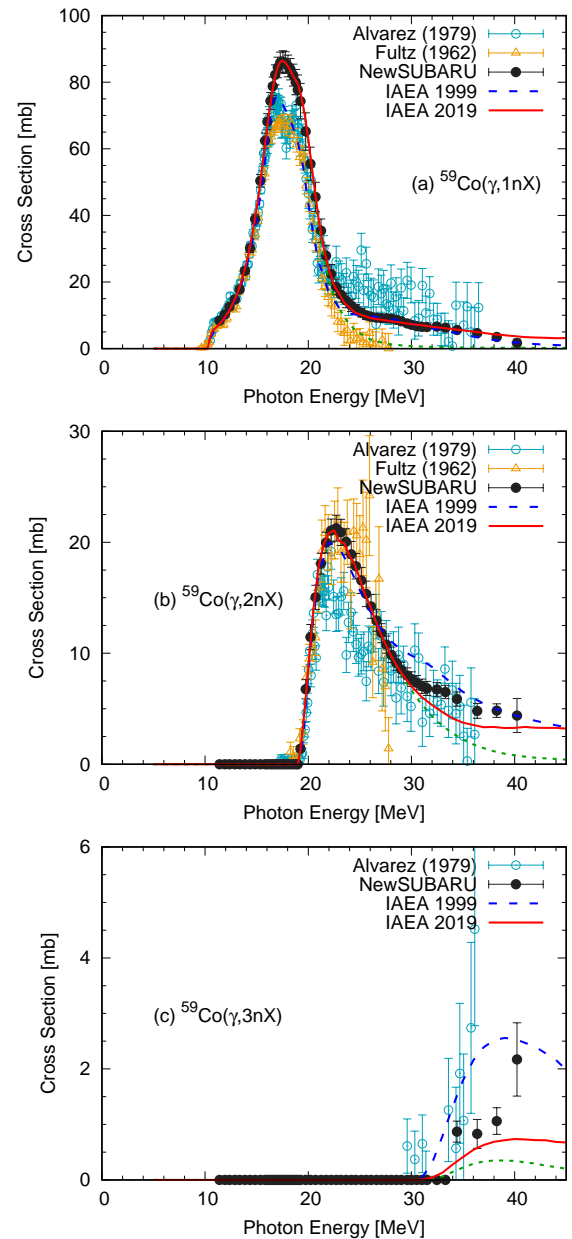 100
80
60
40
20
0
Cross Section [mb]
Alvarez (1979)
Fultz (1962)
NewSUBARU
IAEA 1999
IAEA 2019
(a) ⁵⁹Co(γ,1nX)
0 10 20 30 40
Photon Energy [MeV]
30
20
10
0
Cross Section [mb]
Alvarez (1979)
Fultz (1962)
NewSUBARU
IAEA 1999
IAEA 2019
(b) ⁵⁹Co(γ,2nX)
0 10 20 30 40
Photon Energy [MeV]
6
4
2
0
Cross Section [mb]
Alvarez (1979)
NewSUBARU
IAEA 1999
IAEA 2019
(c) ⁵⁹Co(γ,3nX)
0 10 20 30 40
Photon Energy [MeV]